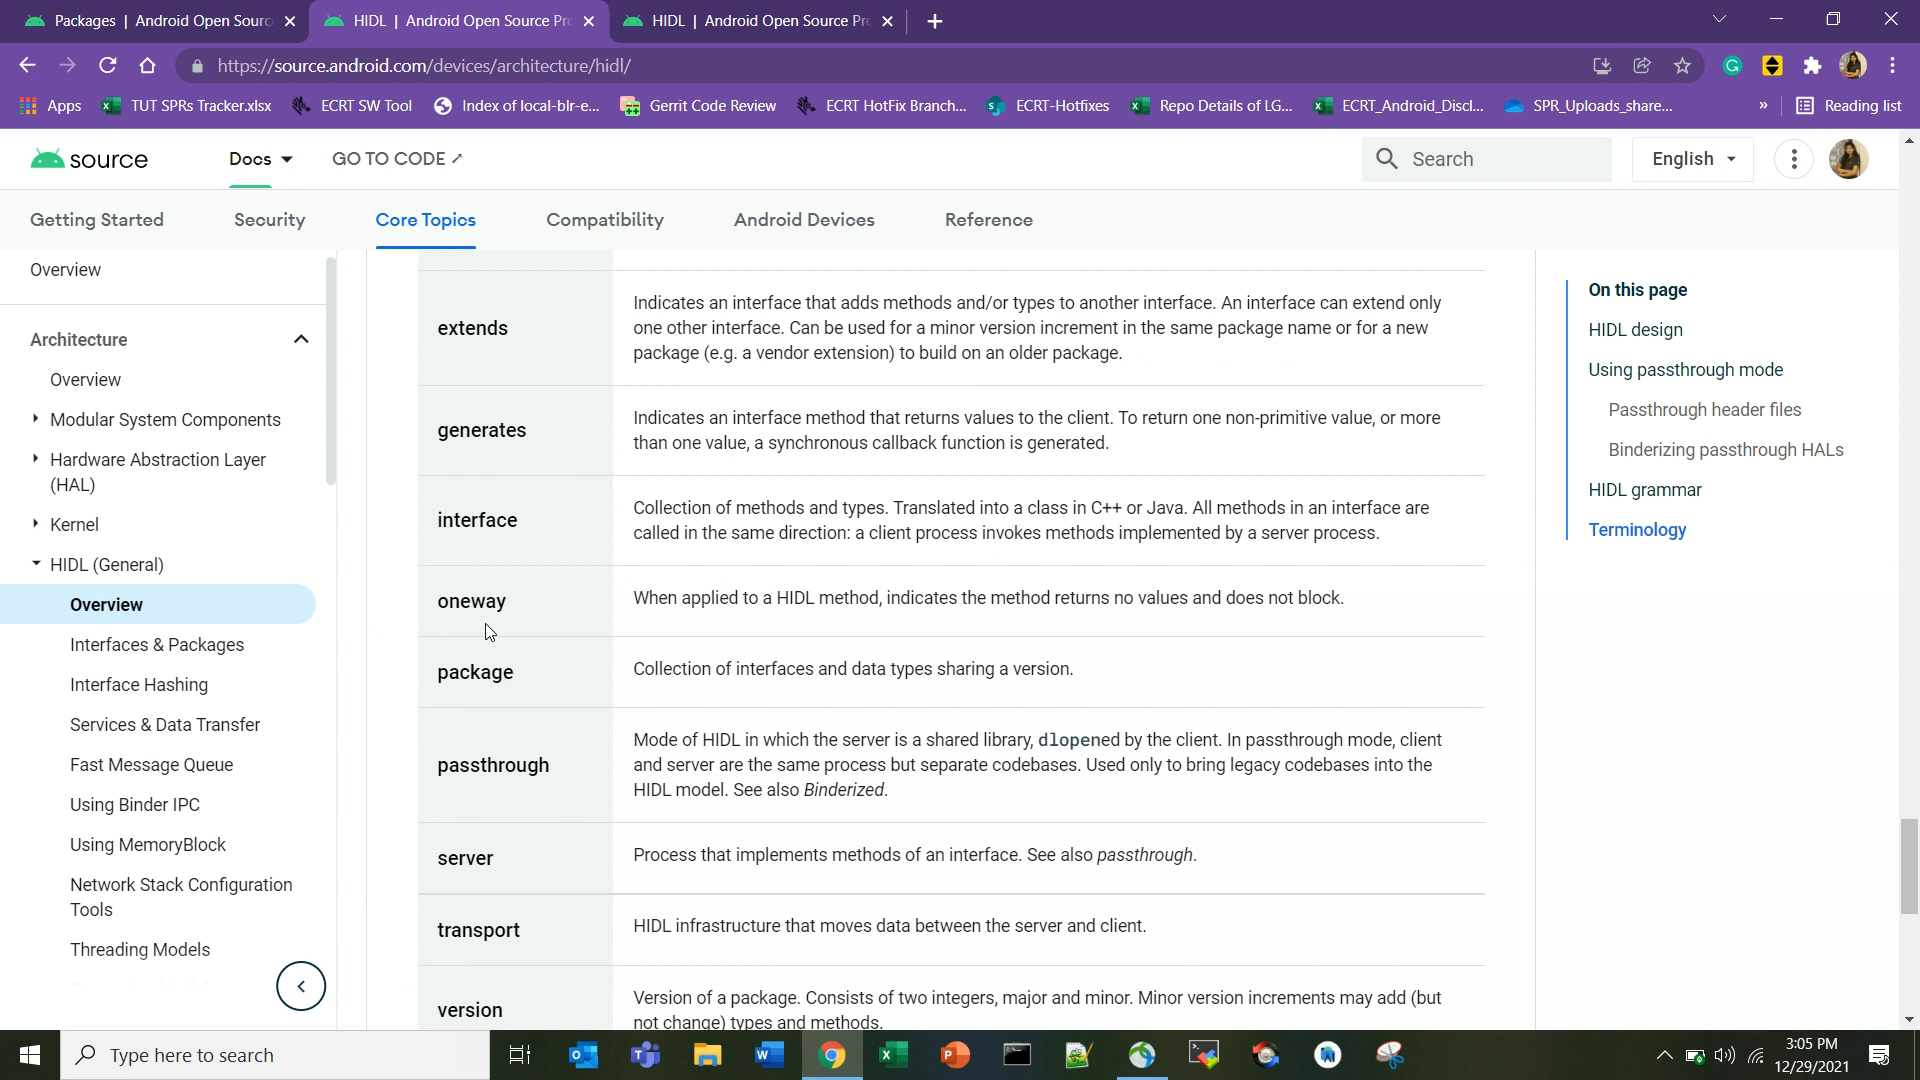 Packages | Android Open Sourc
HIDL | Android Open Source Pr
HIDL | Android Open Source Pr
https://source.android.com/devices/architecture/hidl/
Apps
TUT SPRs Tracker.xlsx
ECRT SW Tool
Index of local-blr-e...
Gerrit Code Review
ECRT HotFix Branch...
ECRT-Hotfixes
Repo Details of LG...
ECRT_Android_Discl...
SPR_Uploads_share...
»
Reading list
source
Docs
GO TO CODE ↗
Search
English
Getting Started
Security
Core Topics
Compatibility
Android Devices
Reference
Overview
Architecture
Overview
Modular System Components
Hardware Abstraction Layer
(HAL)
Kernel
HIDL (General)
Overview
Interfaces & Packages
Interface Hashing
Services & Data Transfer
Fast Message Queue
Using Binder IPC
Using MemoryBlock
Network Stack Configuration
Tools
Threading Models
extends
Indicates an interface that adds methods and/or types to another interface. An interface can extend only
one other interface. Can be used for a minor version increment in the same package name or for a new
package (e.g. a vendor extension) to build on an older package.
generates
Indicates an interface method that returns values to the client. To return one non-primitive value, or more
than one value, a synchronous callback function is generated.
interface
Collection of methods and types. Translated into a class in C++ or Java. All methods in an interface are
called in the same direction: a client process invokes methods implemented by a server process.
oneway
When applied to a HIDL method, indicates the method returns no values and does not block.
package
Collection of interfaces and data types sharing a version.
passthrough
Mode of HIDL in which the server is a shared library, dlopened by the client. In passthrough mode, client
and server are the same process but separate codebases. Used only to bring legacy codebases into the
HIDL model. See also Binderized.
server
Process that implements methods of an interface. See also passthrough.
transport
HIDL infrastructure that moves data between the server and client.
version
Version of a package. Consists of two integers, major and minor. Minor version increments may add (but
not change) types and methods.
On this page
HIDL design
Using passthrough mode
Passthrough header files
Binderizing passthrough HALs
HIDL grammar
Terminology
Type here to search
3:05 PM
12/29/2021